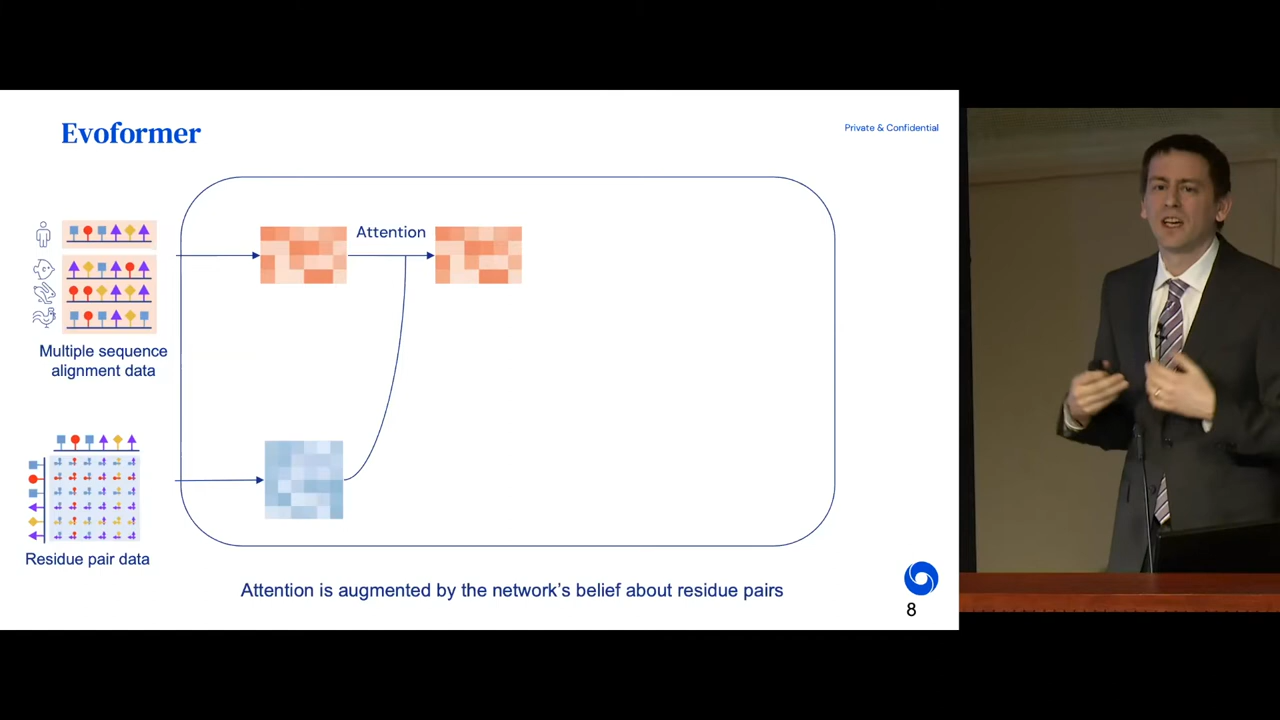 Evoformer
Private & Confidential
Attention
Multiple sequence
alignment data
Residue pair data
Attention is augmented by the network's belief about residue pairs
8